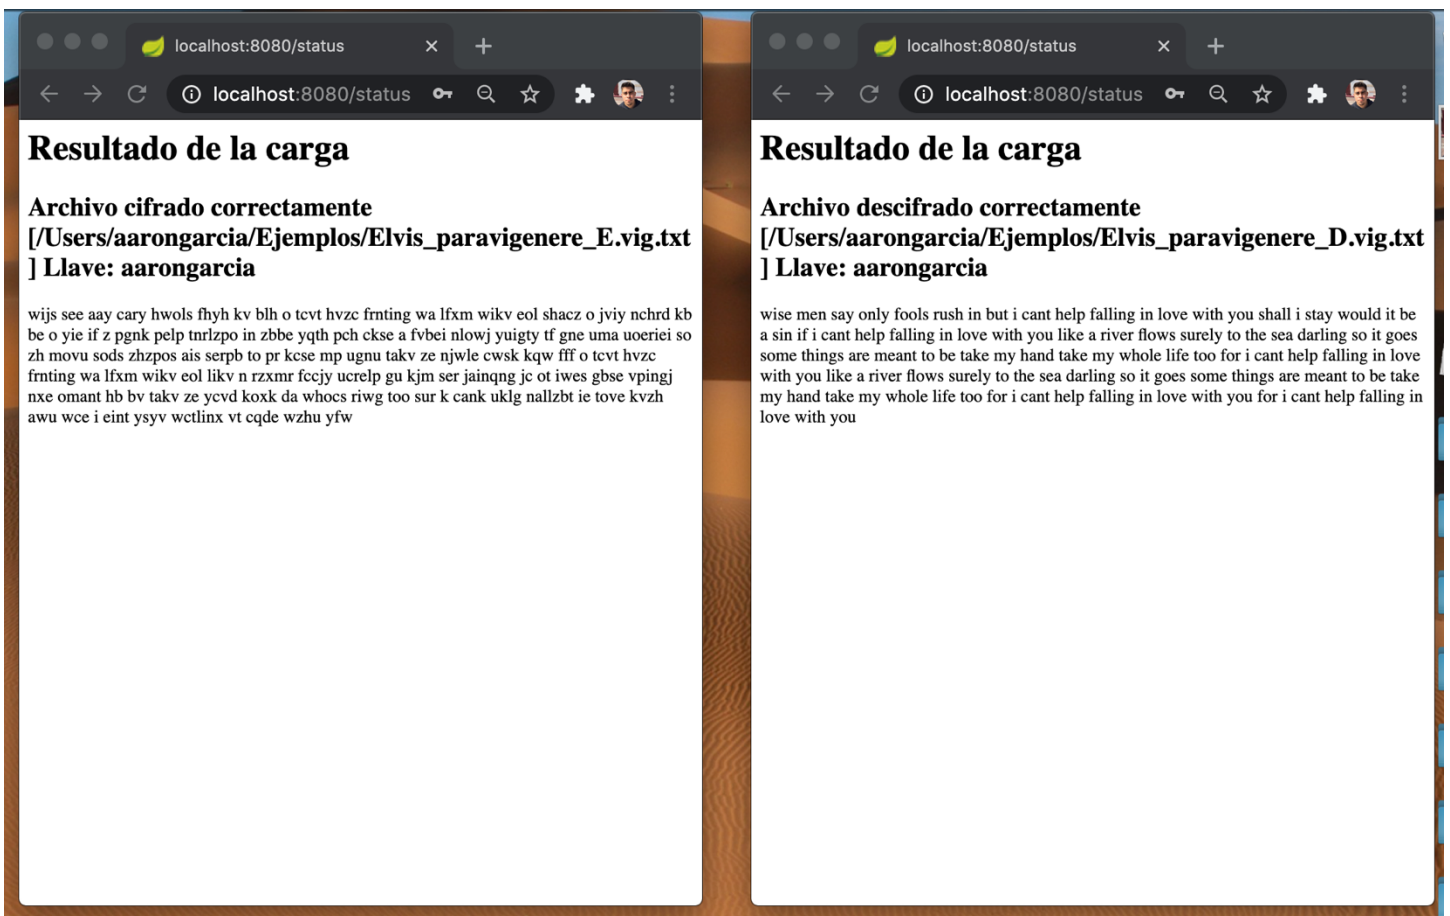 localhost:8080/status
localhost:8080/status
Resultado de la carga
Archivo cifrado correctamente
[/Users/aarongarcia/Ejemplos/Elvis_paravigenere_E.vig.txt
] Llave: aarongarcia
wijs see aay cary hwols fhyh kv blh o tcvt hvzc frnting wa lfxm wikv eol shacz o jviy nchrd kb
be o yie if z pgnk pelp tnrlzpo in zbbe yqth pch ckse a fvbei nlowj yuigty tf gne uma uoeriei so
zh movu sods zhzpos ais serpb to pr kcse mp ugnu takv ze njwle cwsk kqw fff o tcvt hvzc
frnting wa lfxm wikv eol likv n rzxmr fccjy ucrelp gu kjm ser jainqng jc ot iwes gbse vpingj
nxe omant hb bv takv ze ycvd koxk da whocs riwg too sur k cank uklg nallzbt ie tove kvzh
awu wce i eint ysyv wctlinx vt cqde wzhu yfw
localhost:8080/status
localhost:8080/status
Resultado de la carga
Archivo descifrado correctamente
[/Users/aarongarcia/Ejemplos/Elvis_paravigenere_D.vig.txt
] Llave: aarongarcia
wise men say only fools rush in but i cant help falling in love with you shall i stay would it be
a sin if i cant help falling in love with you like a river flows surely to the sea darling so it goes
some things are meant to be take my hand take my whole life too for i cant help falling in love
with you like a river flows surely to the sea darling so it goes some things are meant to be take
my hand take my whole life too for i cant help falling in love with you for i cant help falling in
love with you